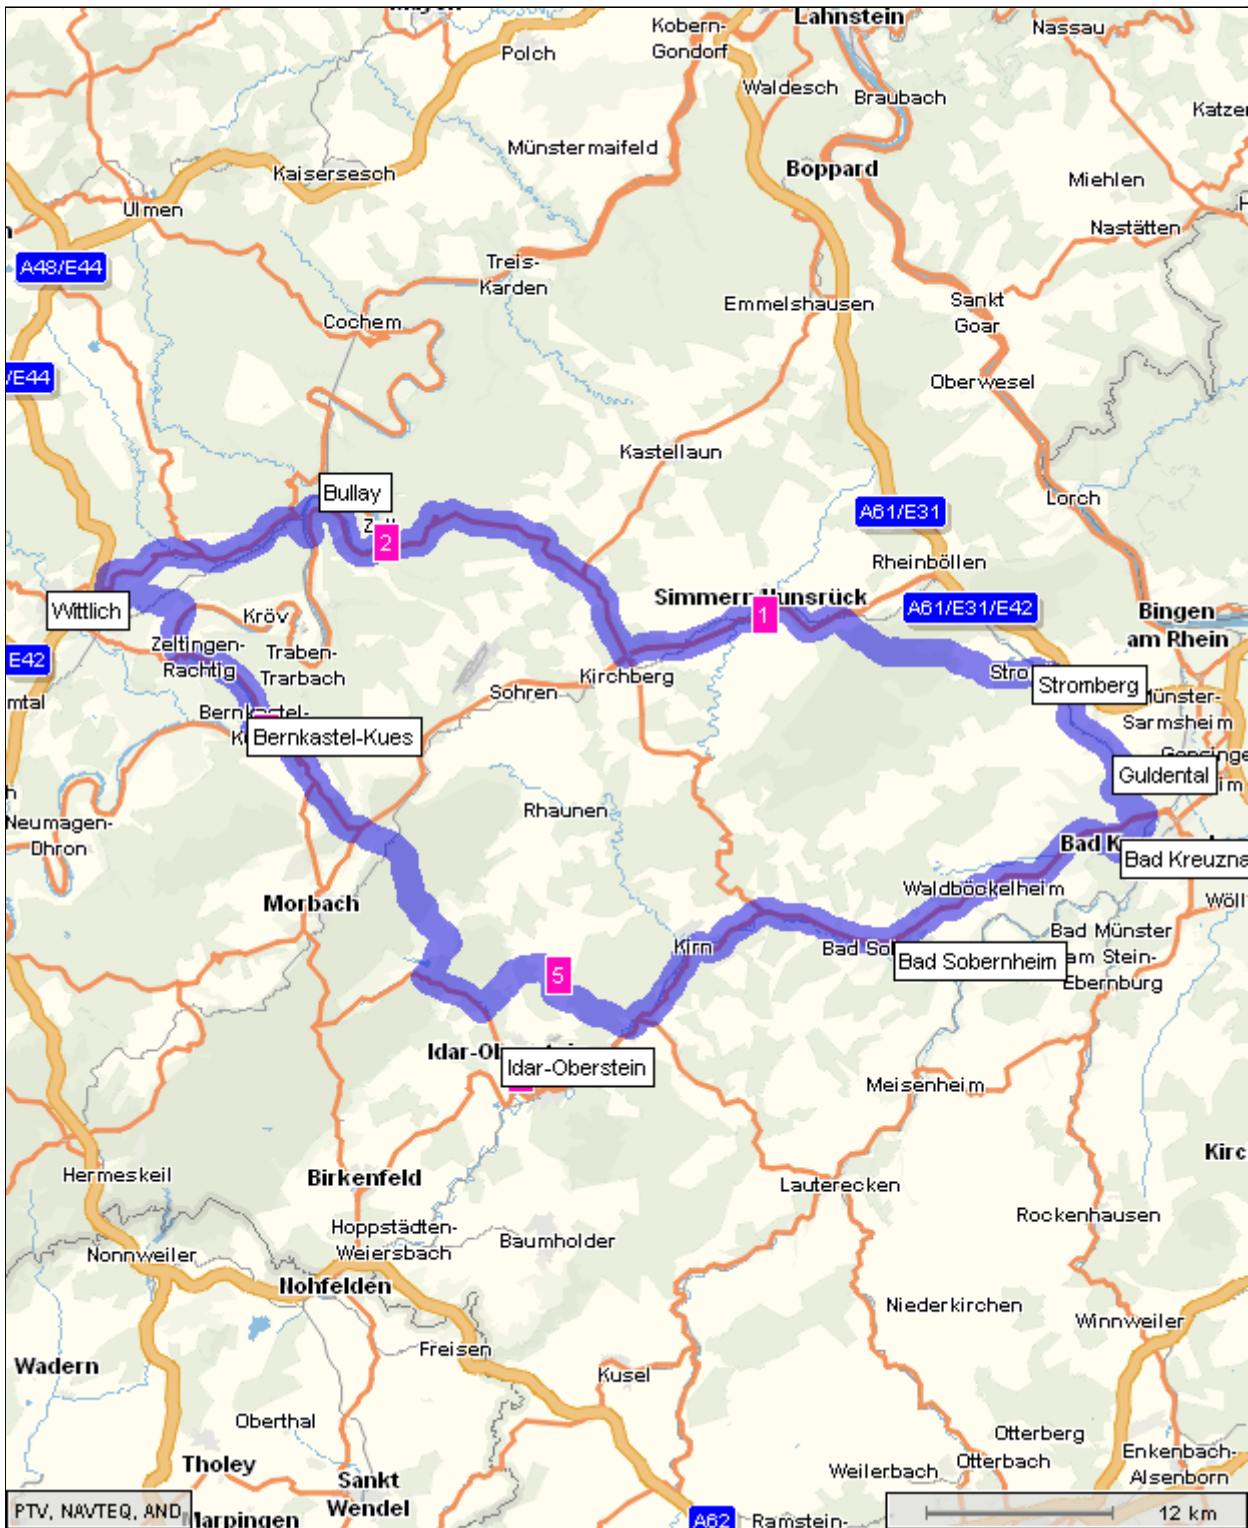 Lahnstein
Kobern-
Gondorf
Nassau
Polch
Waldesch
Braubach
Münstermaifeld
Kaisersesch
Boppard
Miehlen
Ulmen
Nastätten
A48/E44
Treis-
Karden
Emmelshausen
Sankt
Goar
Cochem
/E44
Oberwesel
Kastellaun
Bullay
Lorch
A61/E31
2
Rheinböllen
Wittlich
Kröv
1
A61/E31/E42
Bingen
am Rhein
Zeltingen-
Rachtig
Traben-
Trarbach
E42
Kirchberg
Sohren
Stromberg
Münster-
Sarmsheim
Bernkastel-Kues
Guldental
Rhaunen
Neumagen-
Dhron
Bad Kreuzna
Waldböckelheim
Morbach
Bad Münster
am Stein-
Ebernburg
Kirn
Bad Sobernheim
5
Idar-Oberstein
Meisenheim
Hermeskeil
Birkenfeld
Lauterecken
Kirc
Rockenhausen
Hoppstädten-
Weiersbach
Baumholder
Nonnweiler
Nohfelden
Niederkirchen
Winnweiler
Freisen
Wadern
Kusel
Oberthal
Otterberg
Otterbach
Enkenbach-
Alsenborn
Tholey
Weilerbach
Sankt
Wendel
PTV, NAVTEQ, AND
Marpingen
A62
Ramstein-
12 km